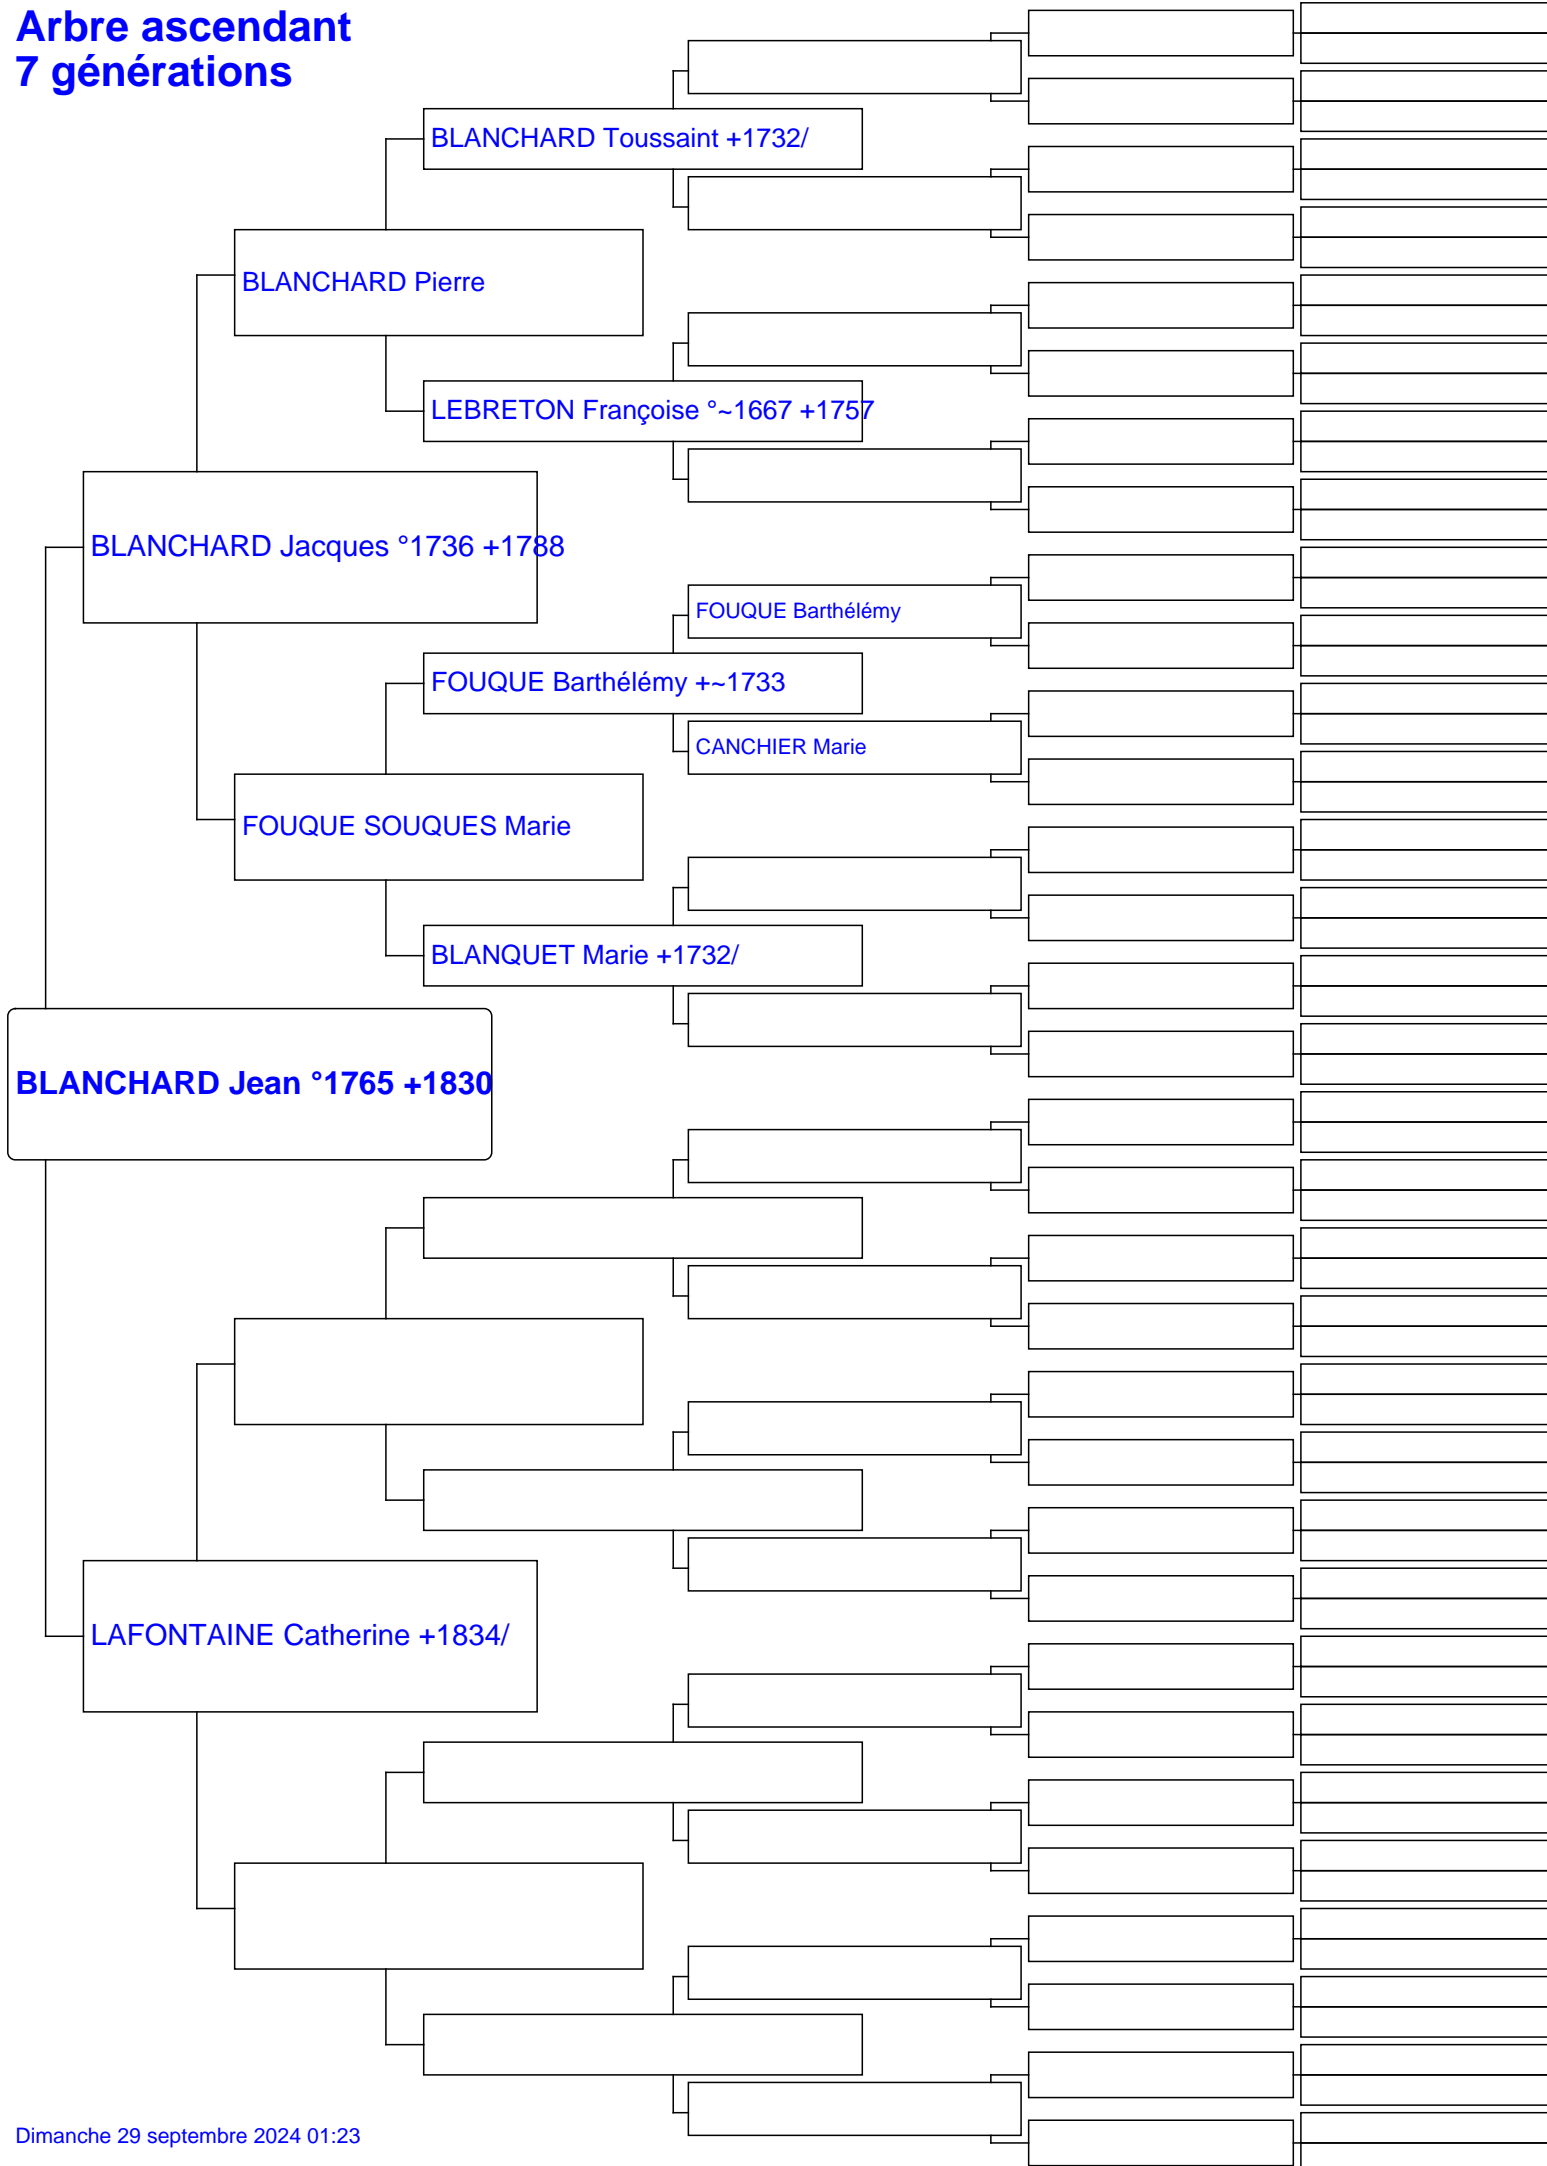 Arbre ascendant
7 générations
BLANCHARD Toussaint +1732/
BLANCHARD Pierre
LEBRETON Françoise °~1667 +1757
BLANCHARD Jacques °1736 +1788
FOUQUE Barthélémy
FOUQUE Barthélémy +~1733
CANCHIER Marie
FOUQUE SOUQUES Marie
BLANQUET Marie +1732/
BLANCHARD Jean °1765 +1830
LAFONTAINE Catherine +1834/
Dimanche 29 septembre 2024 01:23